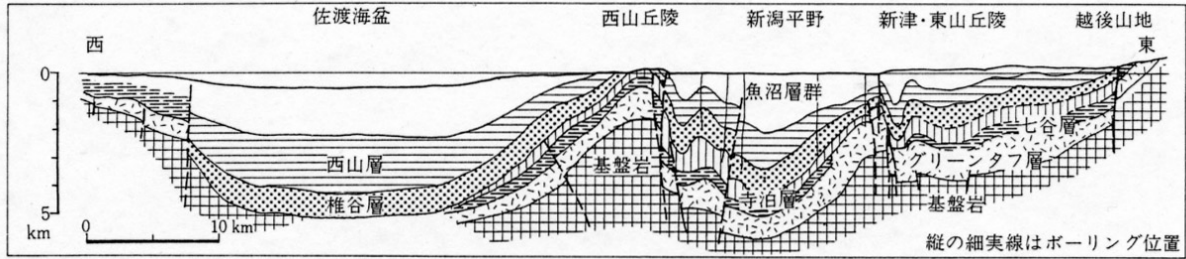 佐渡海盆
西山丘陵
新潟平野
新津・東山丘陵
越後山地
西
東
0
魚沼層群
七谷層
西山層
基盤岩
グリーンタフ層
椎谷層
寺泊層
基盤岩
5
km
0
10 km
縦の細実線はボーリング位置